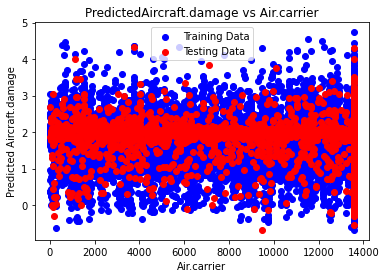 PredictedAircraft.damage vs Air.carrier
Training Data
Testing Data
Predicted Aircraft.damage
5
4
3
2
1
0
0 2000 4000 6000 8000 10000 12000 14000
Air.carrier